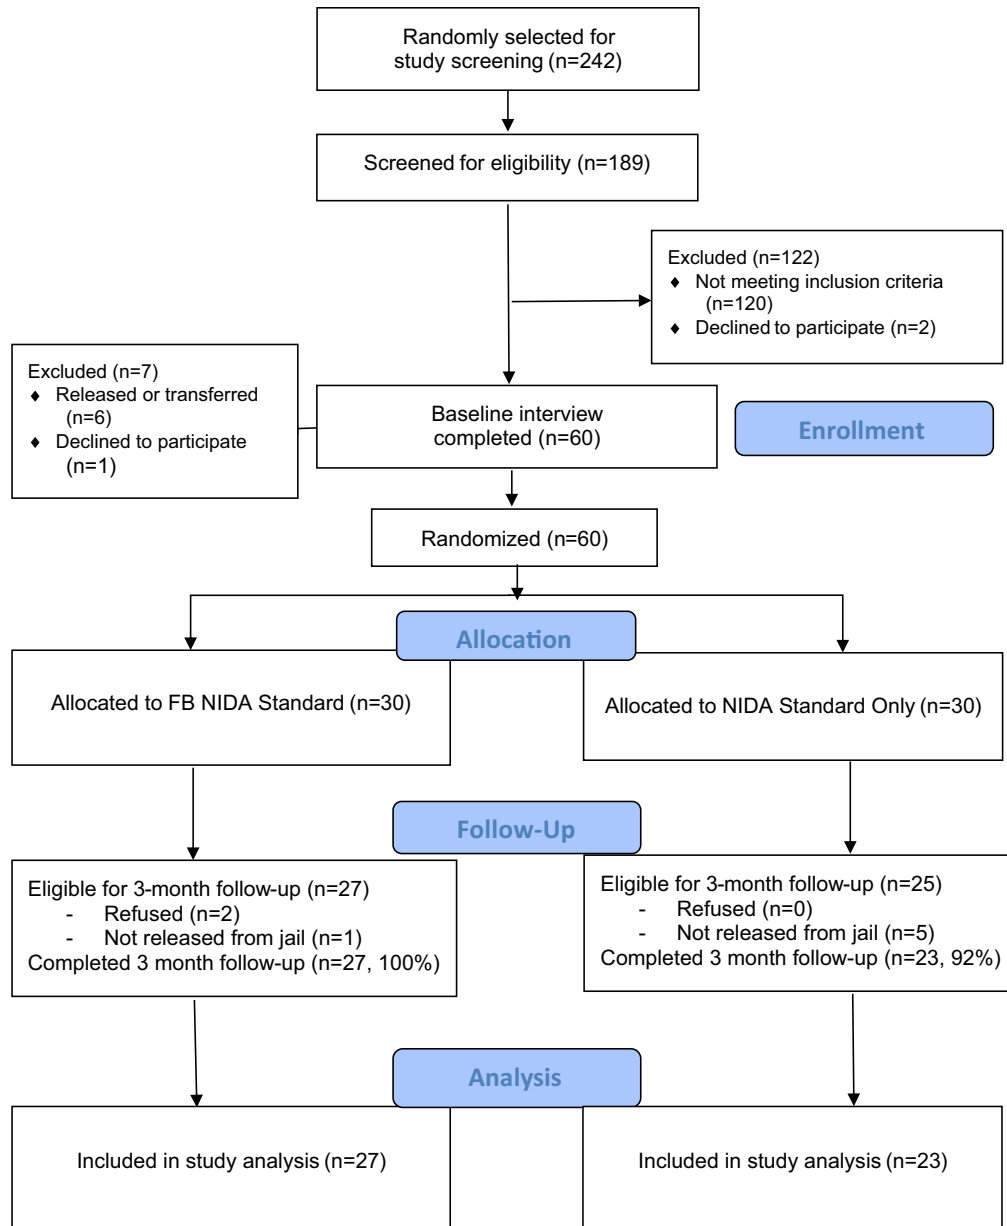 Randomly selected for
study screening (n=242)
Screened for eligibility (n=189)
Excluded (n=122)
♦ Not meeting inclusion criteria
(n=120)
♦ Declined to participate (n=2)
Excluded (n=7)
♦ Released or transferred
(n=6)
♦ Declined to participate
(n=1)
Baseline interview
completed (n=60)
Enrollment
Randomized (n=60)
Allocation
Allocated to FB NIDA Standard (n=30)
Allocated to NIDA Standard Only (n=30)
Follow-Up
Eligible for 3-month follow-up (n=27)
- Refused (n=2)
- Not released from jail (n=1)
Completed 3 month follow-up (n=27, 100%)
Eligible for 3-month follow-up (n=25)
- Refused (n=0)
- Not released from jail (n=5)
Completed 3 month follow-up (n=23, 92%)
Analysis
Included in study analysis (n=27)
Included in study analysis (n=23)